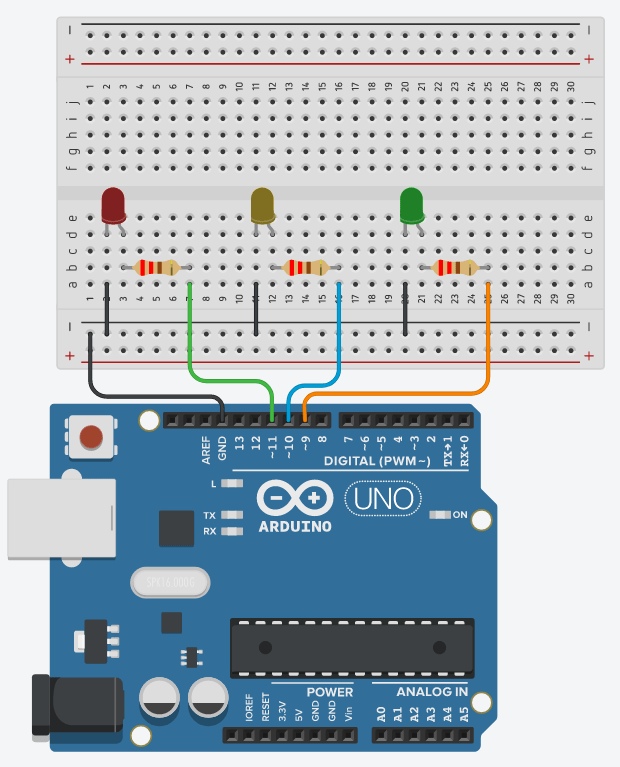 − −
+ +
1 2 3 4 5 6 7 8 9 10 11 12 13 14 15 16 17 18 19 20 21 22 23 24 25 26 27 28 29 30
j j
i i
h h
g g
f f
e e
d d
c c
b b
a a
1 2 3 4 5 6 7 8 9 10 11 12 13 14 15 16 17 18 19 20 21 22 23 24 25 26 27 28 29 30
− −
+ +
AREF GND 13 12 ~11 ~10 ~9 8 7 ~6 ~5 4 ~3 2 TX→1 RX←0
DIGITAL (PWM~)
L
TX
RX
ARDUINO
UNO
ON
POWER
ANALOG IN
IOREF RESET 3.3V 5V GND GND Vin A0 A1 A2 A3 A4 A5